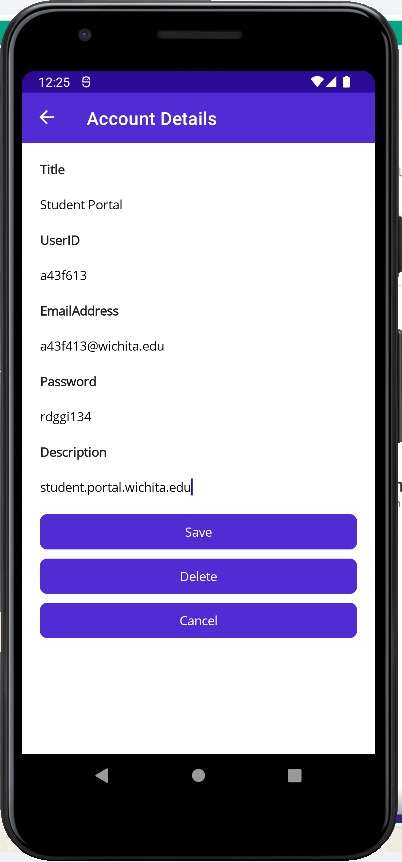 12:25
Account Details
Title
Student Portal
UserID
a43f613
EmailAddress
a43f413@wichita.edu
Password
rdggi134
Description
student.portal.wichita.edu
Save
Delete
Cancel